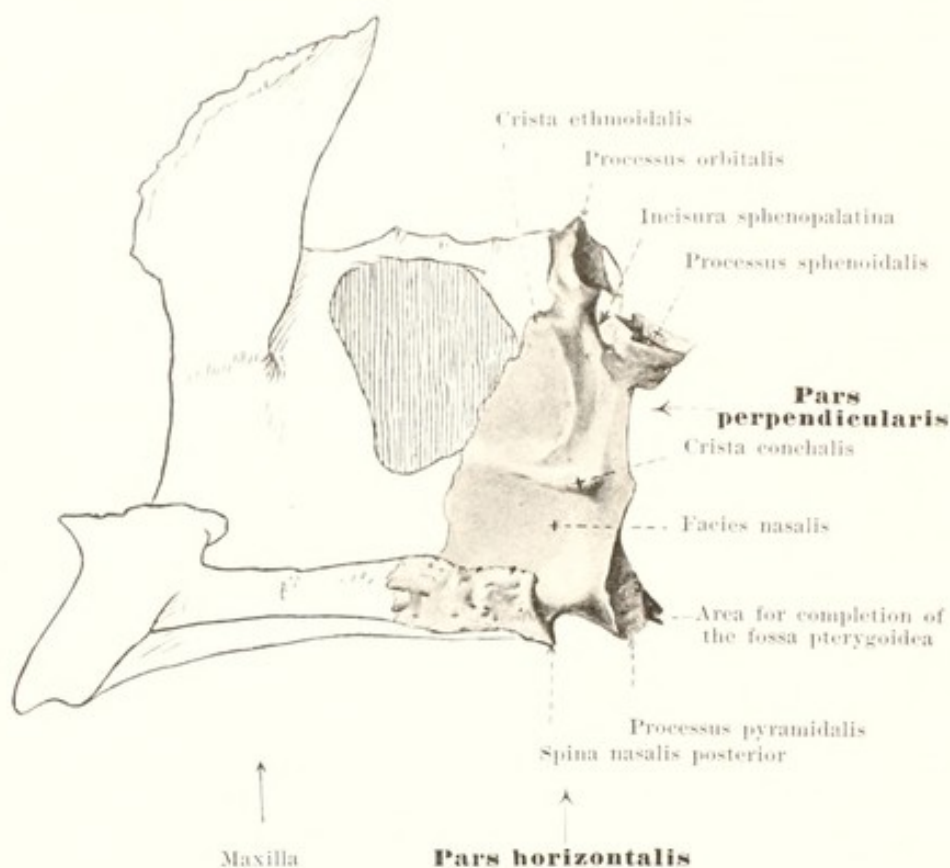 Crista ethmoidalis
Processus orbitalis
Incisura sphenopalatina
Processus sphenoidalis
Pars
perpendicularis
Crista conchalis
Facies nasalis
Area for completion of
the fossa pterygoidea
Processus pyramidalis
Spina nasalis posterior
Maxilla
Pars horizontalis